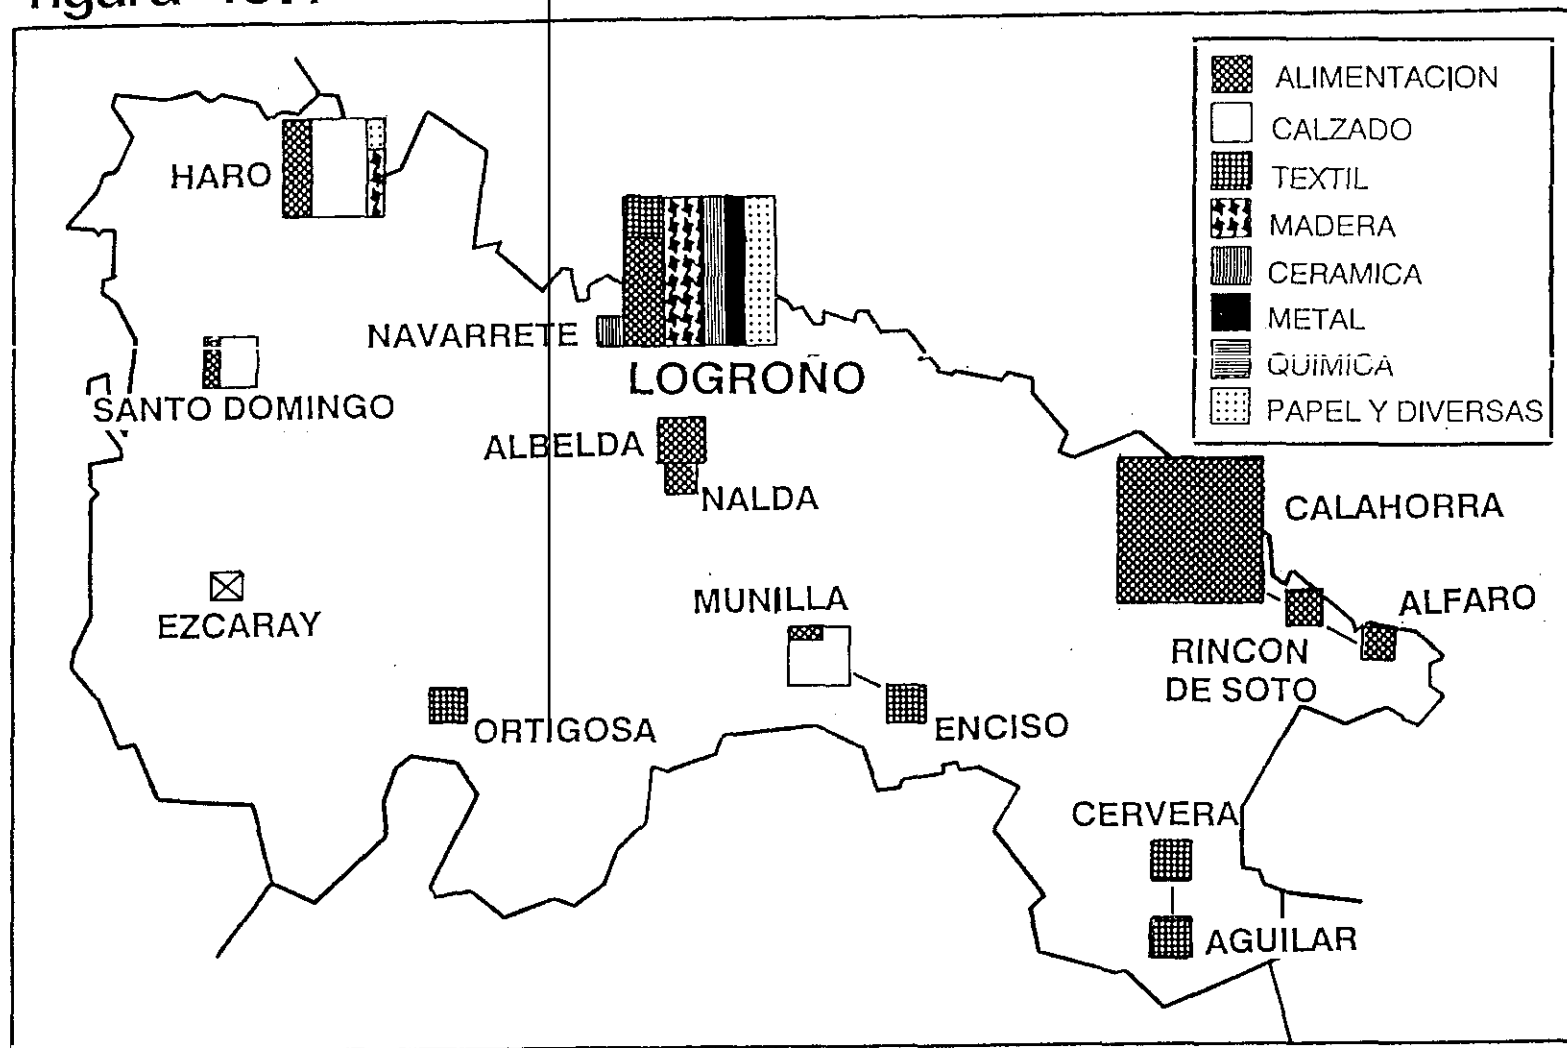 ALIMENTACION
CALZADO
TEXTIL
MADERA
CERAMICA
METAL
QUIMICA
PAPEL Y DIVERSAS
HARO
NAVARRETE
LOGROÑO
SANTO DOMINGO
ALBELDA
NALDA
CALAHORRA
EZCARAY
MUNILLA
ALFARO
RINCON
DE SOTO
ORTIGOSA
ENCISO
CERVERA
AGUILAR